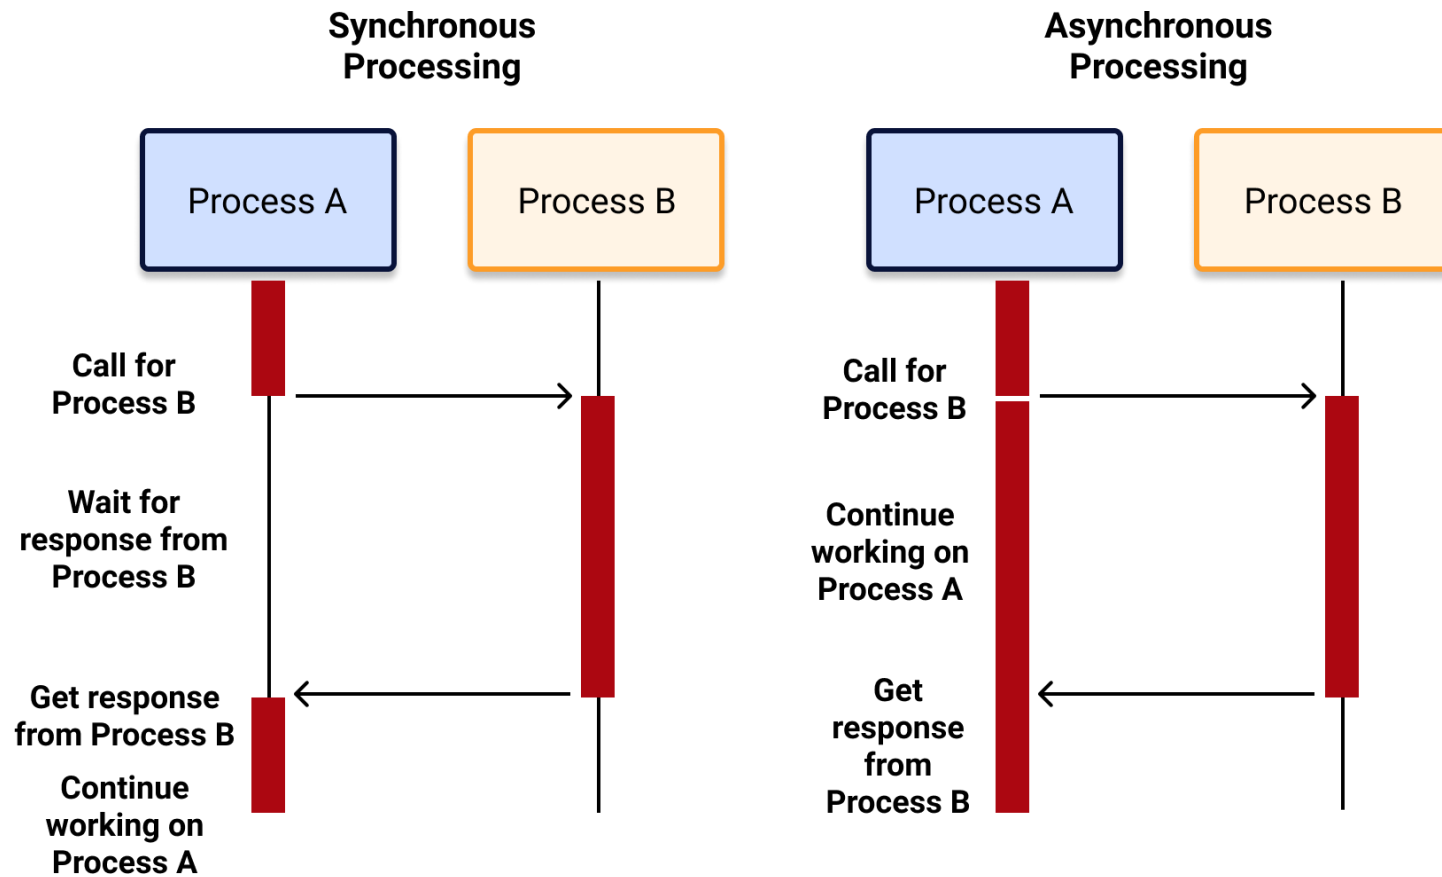 Synchronous
Processing
Process A
Process B
Call for
Process B
Wait for
response from
Process B
Get response
from Process B
Continue
working on
Process A
Asynchronous
Processing
Process A
Process B
Call for
Process B
Continue
working on
Process A
Get
response
from
Process B